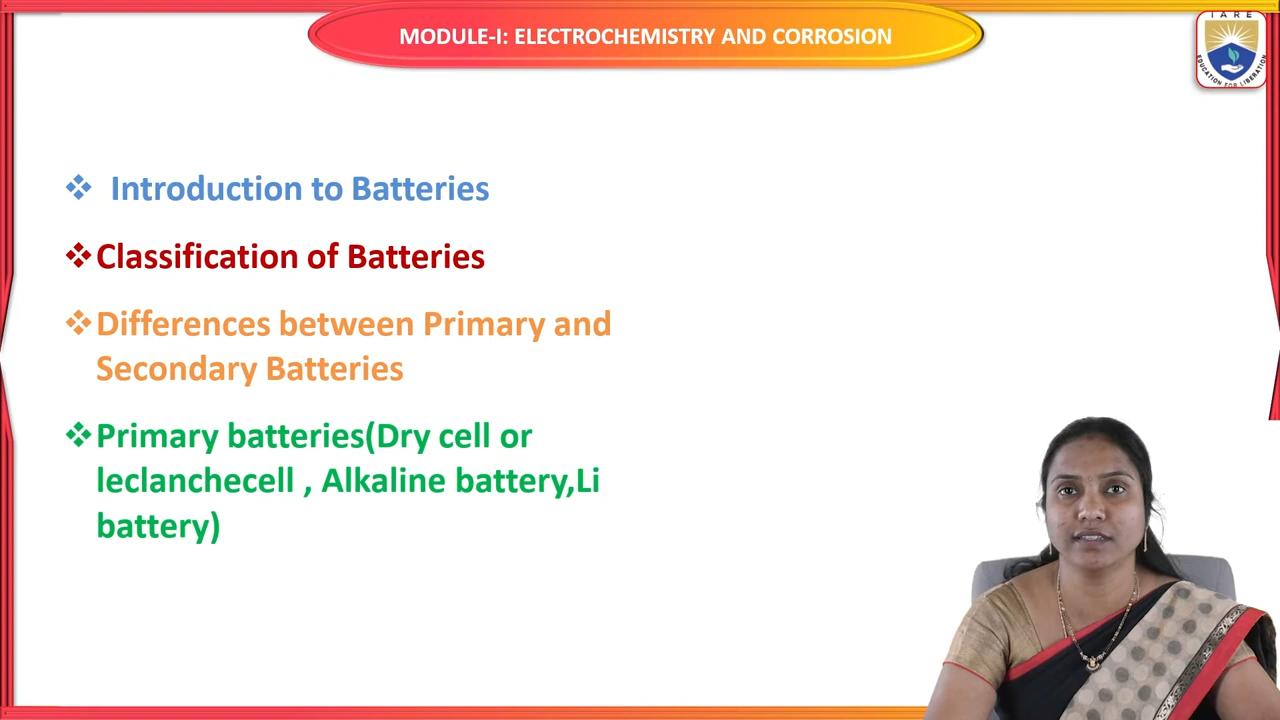 MODULE-I: ELECTROCHEMISTRY AND CORROSION
IARE
EDUCATION FOR LIBERATION
❖ Introduction to Batteries
❖Classification of Batteries
❖Differences between Primary and
Secondary Batteries
❖Primary batteries(Dry cell or
leclanchecell , Alkaline battery,Li
battery)